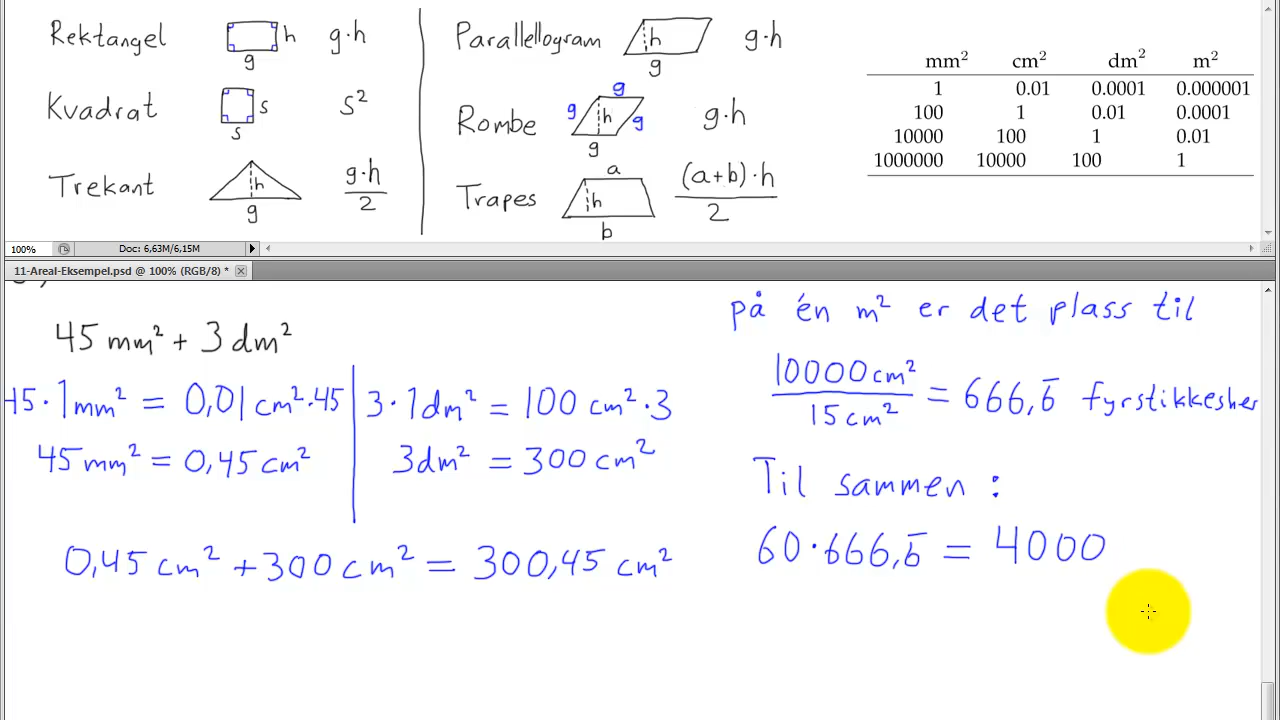 Rektangel h g g·h
Kvadrat s s s²
Trekant h g g·h/2
Parallellogram h g g·h
Rombe g g h g g g·h
Trapes a h b (a+b)·h/2
mm² cm² dm² m²
1 0.01 0.0001 0.000001
100 1 0.01 0.0001
10000 100 1 0.01
1000000 10000 100 1
100% Doc: 6,63M/6,15M
11-Areal-Eksempel.psd @ 100% (RGB/8) *
45 mm² + 3 dm²
45·1mm² = 0,01 cm²·45
45mm² = 0,45 cm²
3·1dm² = 100 cm²·3
3dm² = 300 cm²
0,45 cm² + 300 cm² = 300,45 cm²
på én m² er det plass til
10000 cm²/15 cm² = 666,6̄ fyrstikkesker
Til sammen :
60·666,6̄ = 4000